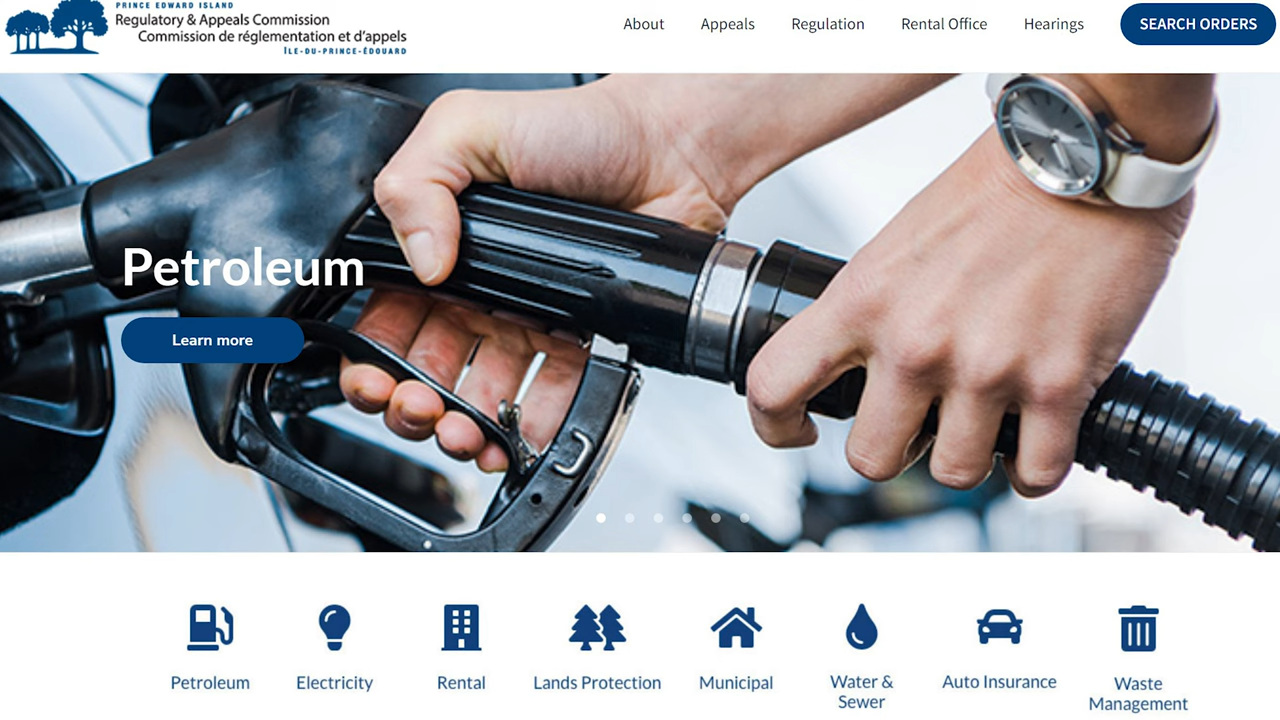 PRINCE EDWARD ISLAND
Regulatory & Appeals Commission
Commission de réglementation et d'appels
ÎLE-DU-PRINCE-ÉDOUARD
About
Appeals
Regulation
Rental Office
Hearings
SEARCH ORDERS
Petroleum
Learn more
Petroleum
Electricity
Rental
Lands Protection
Municipal
Water &
Sewer
Auto Insurance
Waste
Management